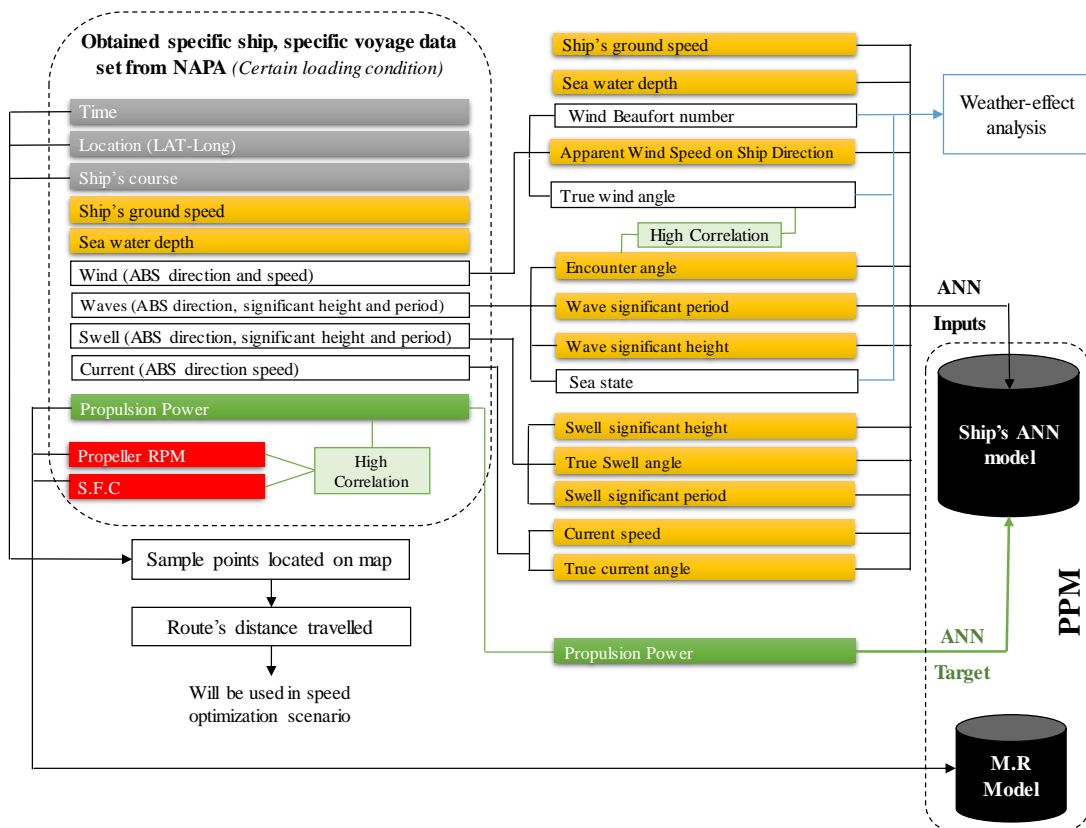 Obtained specific ship, specific voyage data
set from NAPA (Certain loading condition)
Time
Location (LAT-Long)
Ship's course
Ship's ground speed
Sea water depth
Wind (ABS direction and speed)
Waves (ABS direction, significant height and period)
Swell (ABS direction, significant height and period)
Current (ABS direction speed)
Propulsion Power
Propeller RPM
S.F.C
High
Correlation
Sample points located on map
Route's distance travelled
Will be used in speed
optimization scenario
Ship's ground speed
Sea water depth
Wind Beaufort number
Apparent Wind Speed on Ship Direction
True wind angle
High Correlation
Encounter angle
Wave significant period
Wave significant height
Sea state
Swell significant height
True Swell angle
Swell significant period
Current speed
True current angle
Propulsion Power
Weather-effect
analysis
ANN
Inputs
Ship's ANN
model
PPM
ANN
Target
M.R
Model